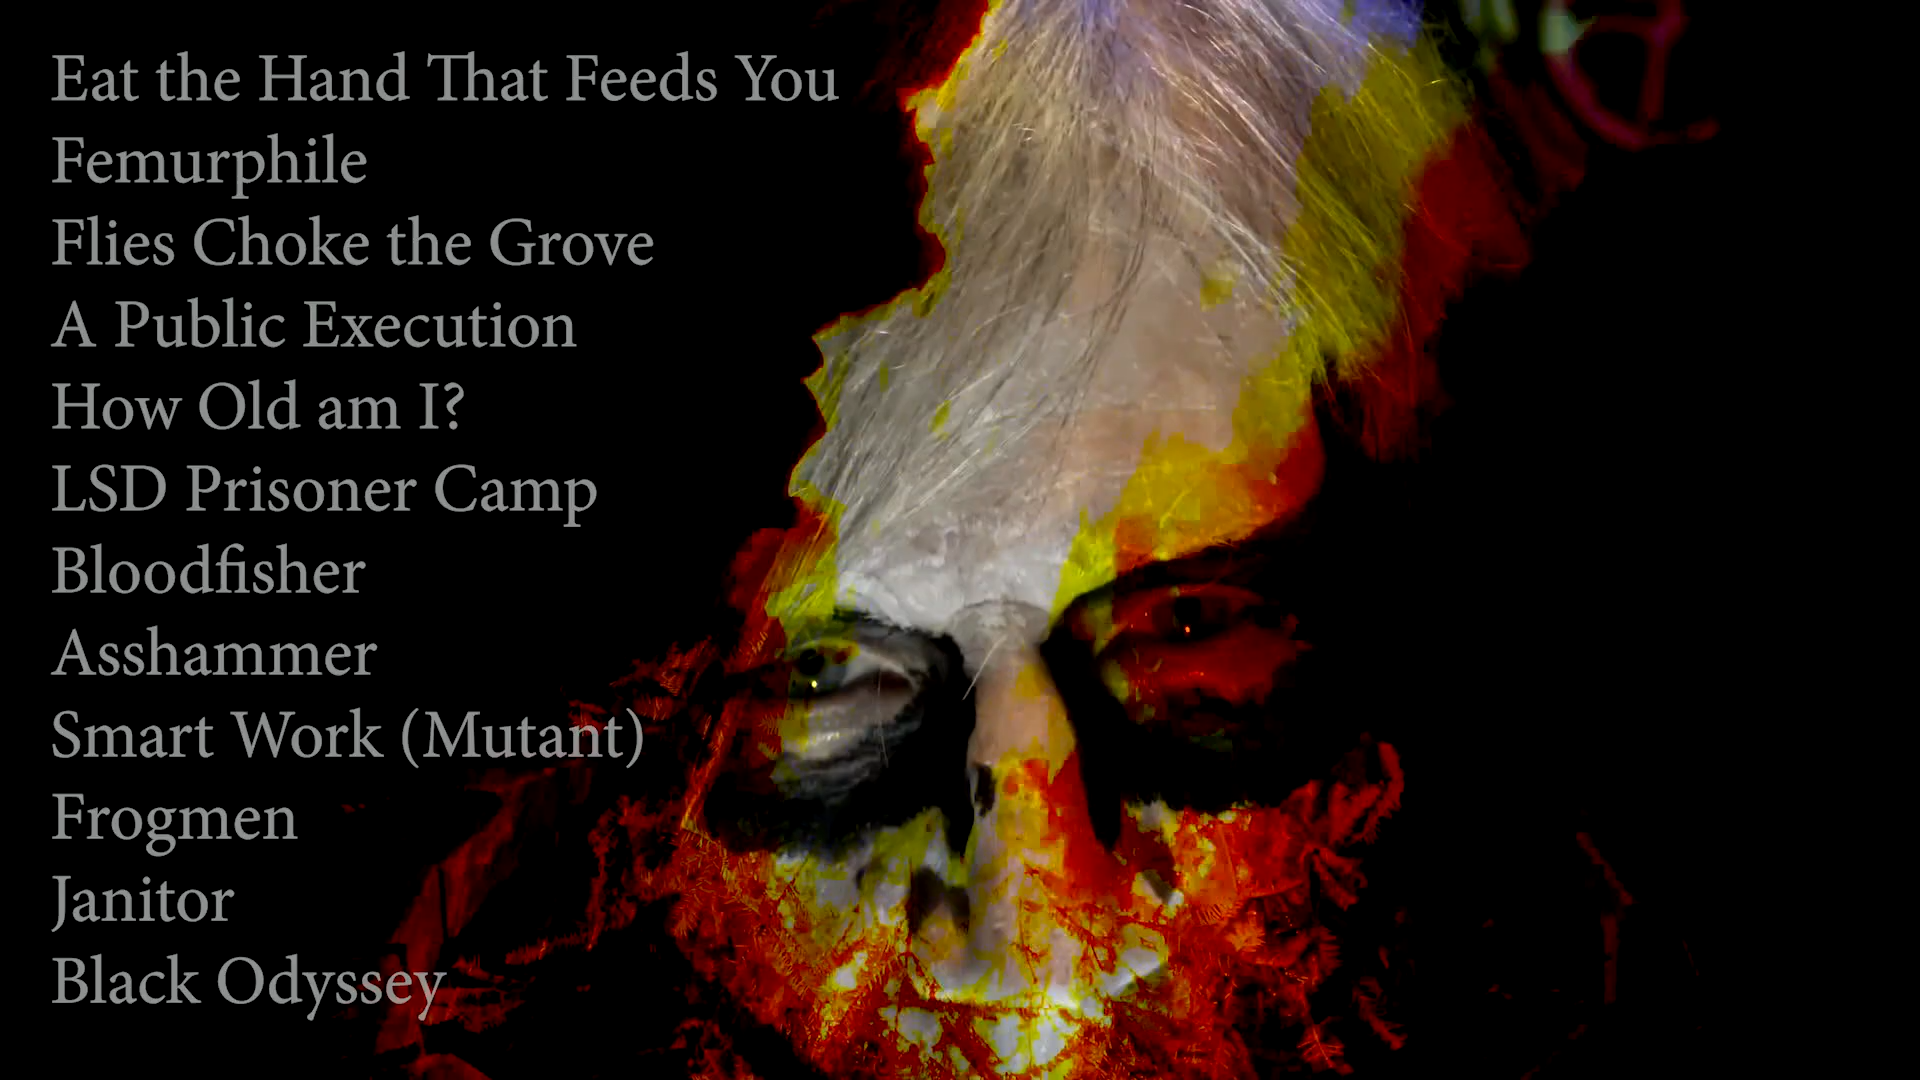 Eat the Hand That Feeds You
Femurphile
Flies Choke the Grove
A Public Execution
How Old am I?
LSD Prisoner Camp
Bloodfisher
Asshammer
Smart Work (Mutant)
Frogmen
Janitor
Black Odyssey